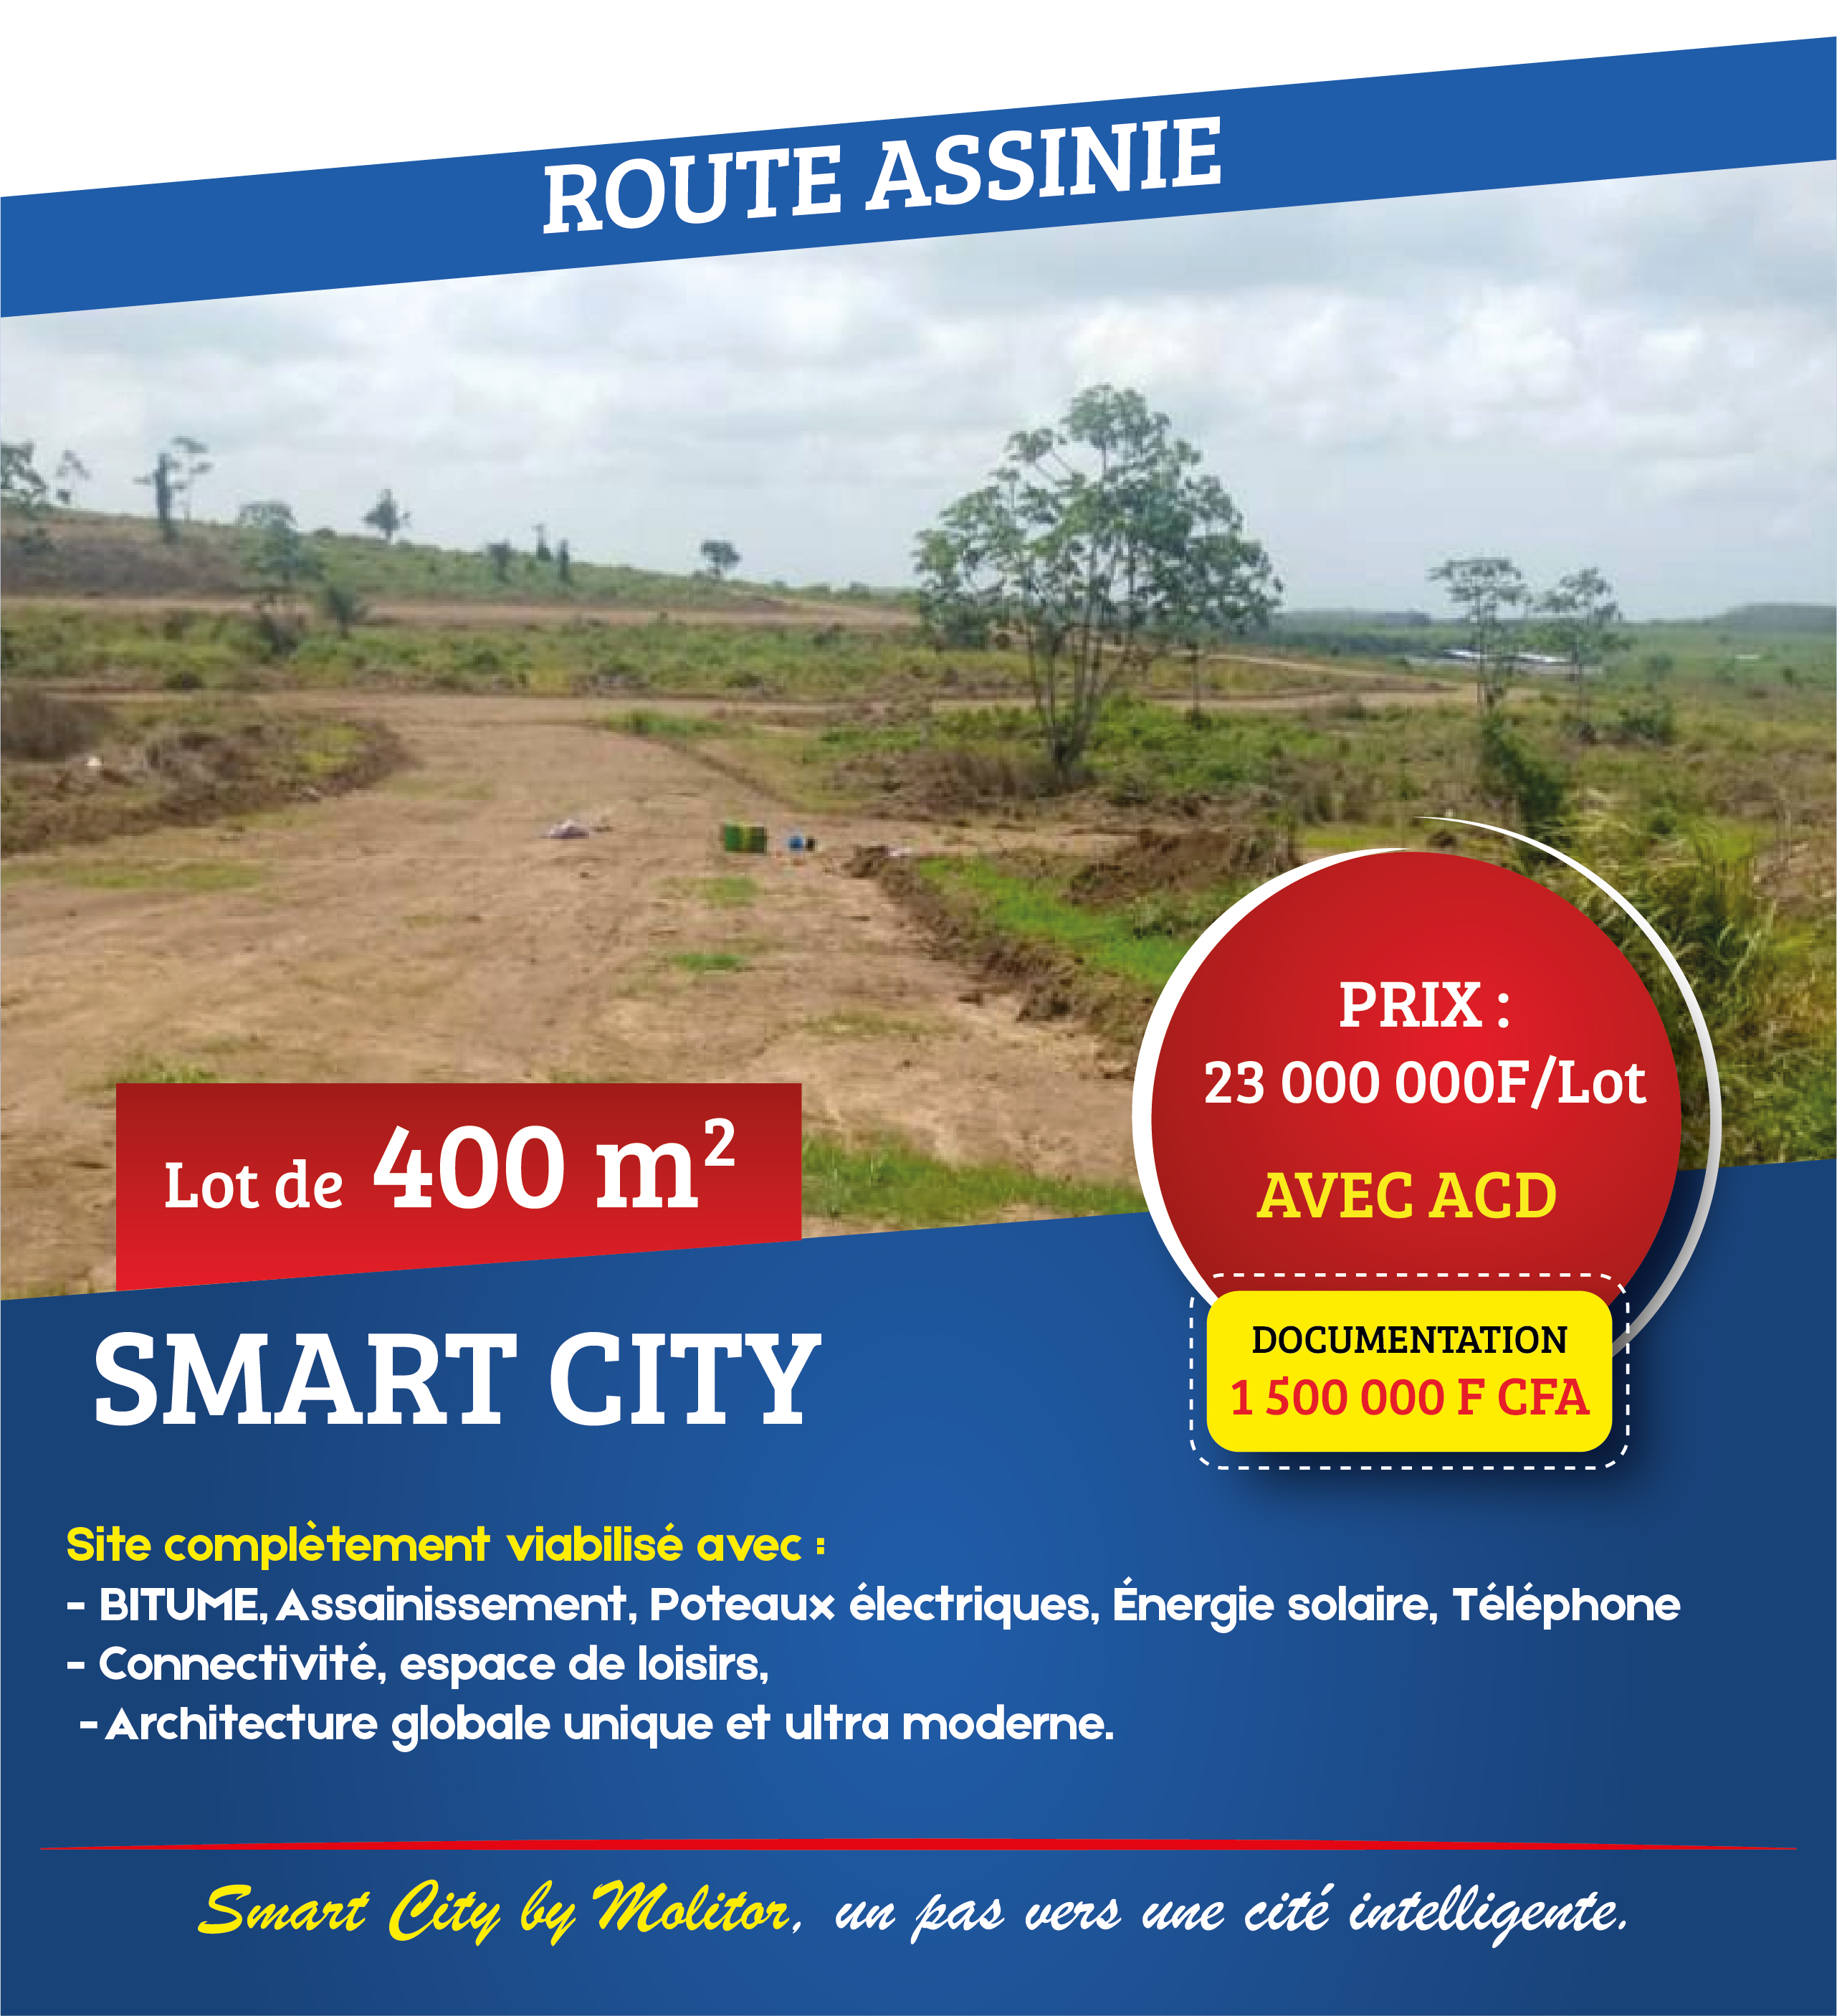 ROUTE ASSINIE
PRIX :
23 000 000F/Lot
AVEC ACD
Lot de 400 m²
DOCUMENTATION
1 500 000 F CFA
SMART CITY
Site complètement viabilisé avec :
- BITUME, Assainissement, Poteaux électriques, Énergie solaire, Téléphone
- Connectivité, espace de loisirs,
- Architecture globale unique et ultra moderne.
Smart City by Molitor, un pas vers une cité intelligente.